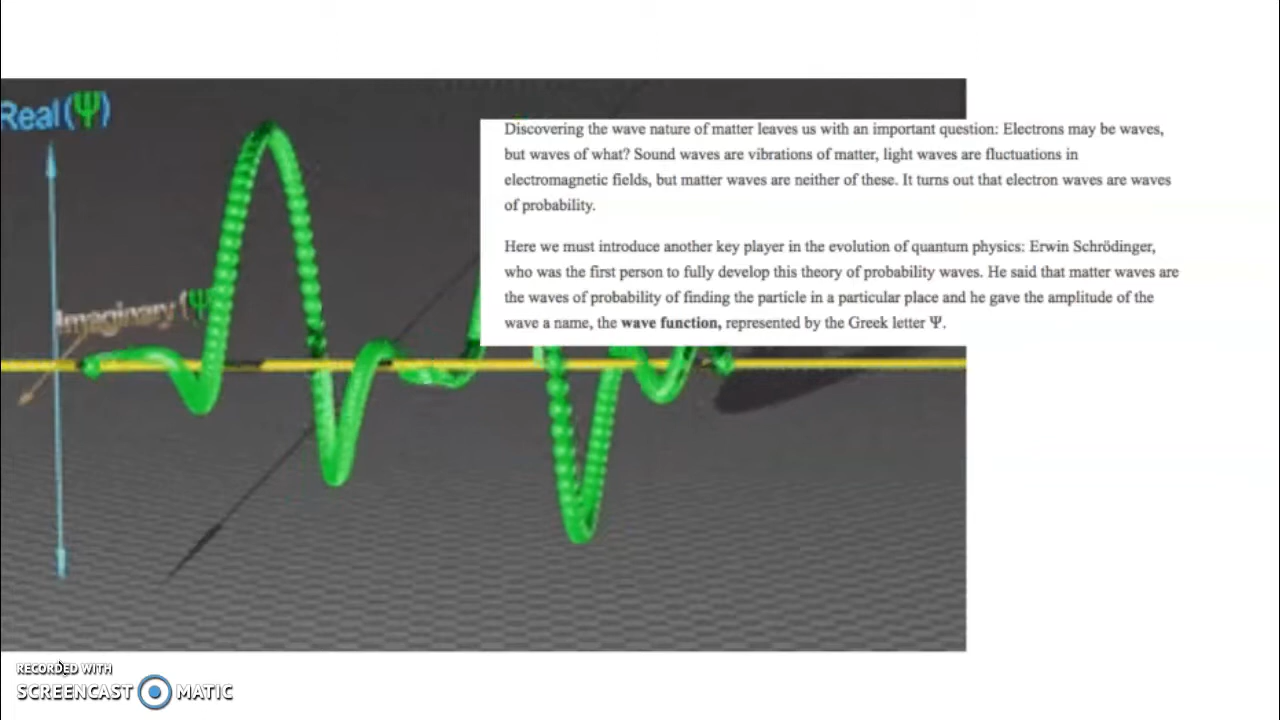 Real (Ψ)
Imaginary (Ψ
Discovering the wave nature of matter leaves us with an important question: Electrons may be waves,
but waves of what? Sound waves are vibrations of matter, light waves are fluctuations in
electromagnetic fields, but matter waves are neither of these. It turns out that electron waves are waves
of probability.
Here we must introduce another key player in the evolution of quantum physics: Erwin Schrödinger,
who was the first person to fully develop this theory of probability waves. He said that matter waves are
the waves of probability of finding the particle in a particular place and he gave the amplitude of the
wave a name, the wave function, represented by the Greek letter Ψ.
RECORDED WITH
SCREENCAST MATIC